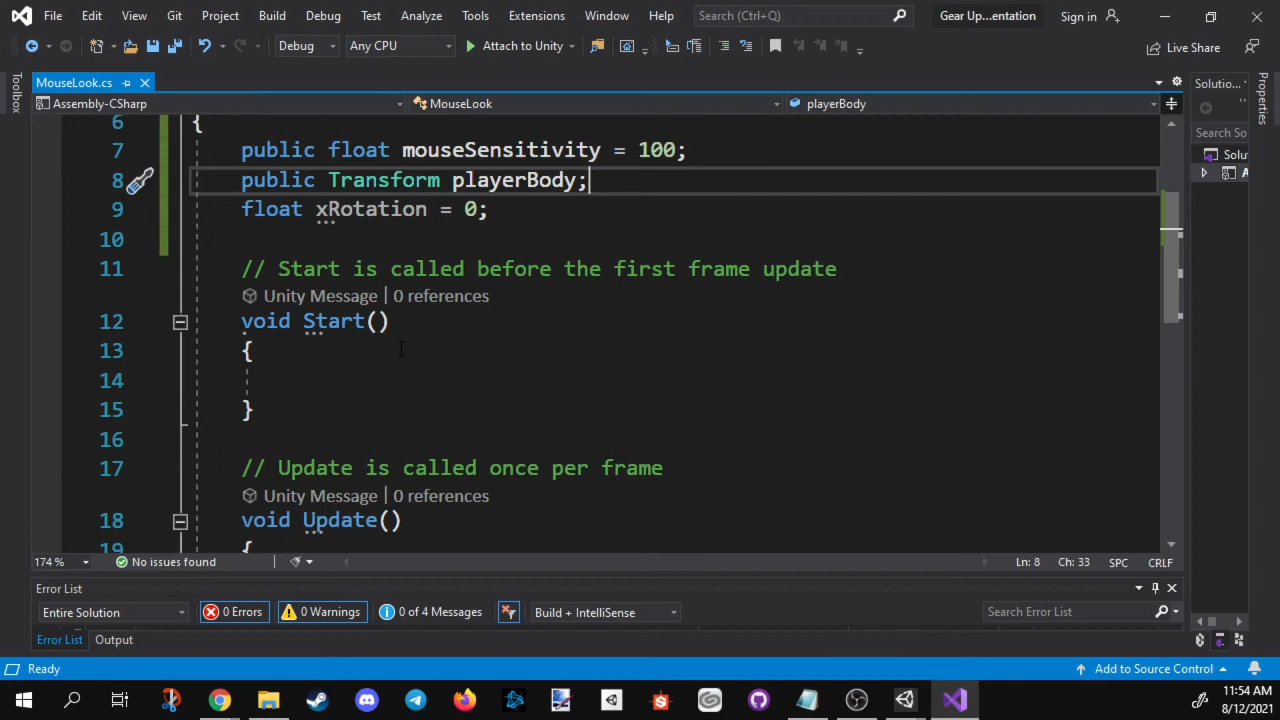 File Edit View Git Project Build Debug Test Analyze Tools Extensions Window Help Search (Ctrl+Q) Gear Up...entation Sign in
Debug Any CPU Attach to Unity Live Share
Toolbox
MouseLook.cs
Solutio...
Properties
Assembly-CSharp MouseLook playerBody
Search So
Solut
A
6 {
7 public float mouseSensitivity = 100;
8 public Transform playerBody;
9 float xRotation = 0;
10
11 // Start is called before the first frame update
Unity Message | 0 references
12 void Start()
13 {
14
15 }
16
17 // Update is called once per frame
Unity Message | 0 references
18 void Update()
19 {
174 % No issues found Ln: 8 Ch: 33 SPC CRLF
Error List
Entire Solution 0 Errors 0 Warnings 0 of 4 Messages Build + IntelliSense Search Error List
Error List Output
Ready Add to Source Control
11:54 AM
8/12/2021